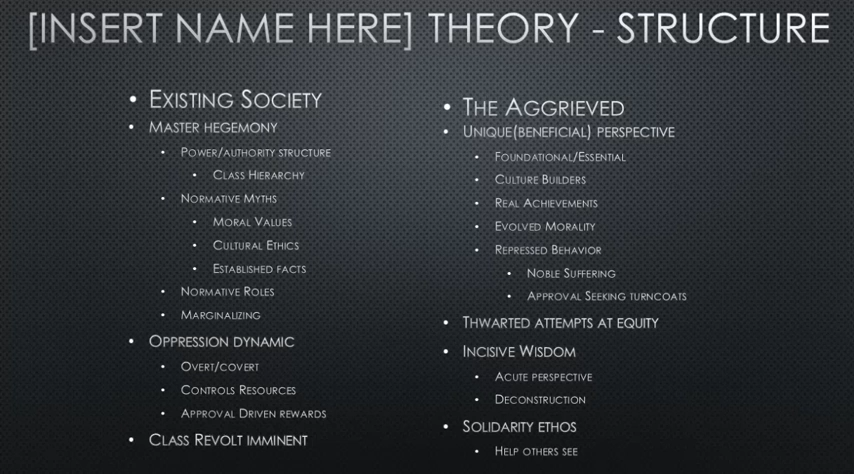 [INSERT NAME HERE] THEORY - STRUCTURE
• EXISTING SOCIETY
• MASTER HEGEMONY
• POWER/AUTHORITY STRUCTURE
• CLASS HIERARCHY
• NORMATIVE MYTHS
• MORAL VALUES
• CULTURAL ETHICS
• ESTABLISHED FACTS
• NORMATIVE ROLES
• MARGINALIZING
• OPPRESSION DYNAMIC
• OVERT/COVERT
• CONTROLS RESOURCES
• APPROVAL DRIVEN REWARDS
• CLASS REVOLT IMMINENT
• THE AGGRIEVED
• UNIQUE(BENEFICIAL) PERSPECTIVE
• FOUNDATIONAL/ESSENTIAL
• CULTURE BUILDERS
• REAL ACHIEVEMENTS
• EVOLVED MORALITY
• REPRESSED BEHAVIOR
• NOBLE SUFFERING
• APPROVAL SEEKING TURNCOATS
• THWARTED ATTEMPTS AT EQUITY
• INCISIVE WISDOM
• ACUTE PERSPECTIVE
• DECONSTRUCTION
• SOLIDARITY ETHOS
• HELP OTHERS SEE